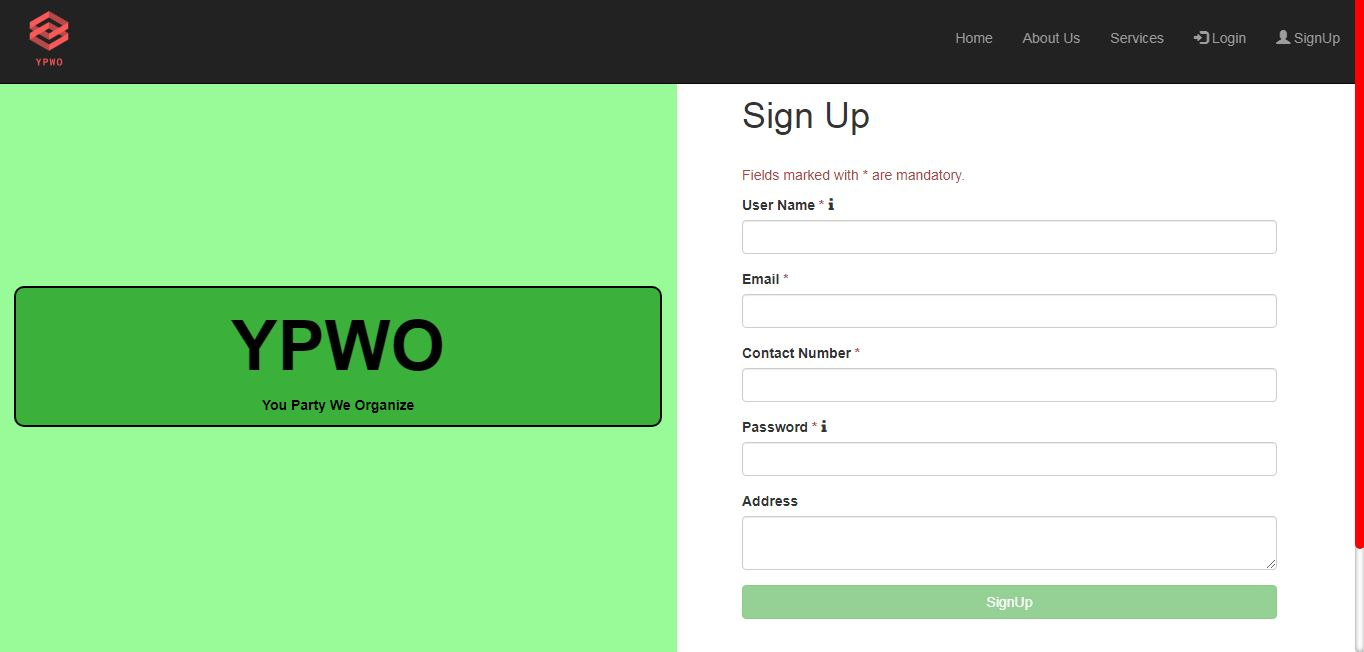 YPWO
Home About Us Services Login SignUp
YPWO
You Party We Organize
Sign Up
Fields marked with * are mandatory.
User Name *
Email *
Contact Number *
Password *
Address
SignUp